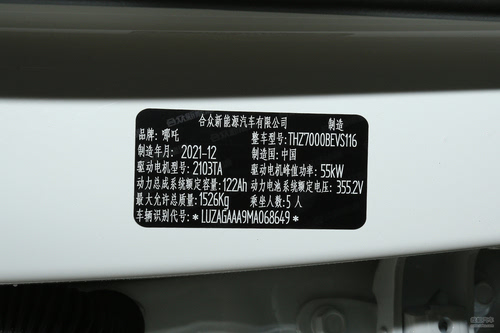 合众新能源汽车有限公司 制造
品牌:哪吒 整车型号:THZ7000BEVS116
制造年月:2021-12 制造国:中国
驱动电机型号:2103TA 驱动电机峰值功率:55kW
动力总成系统额定容量:122Ah 动力电池系统额定电压:355.2V
最大允许总质量:1526Kg 乘坐人数:5人
车辆识别代号:*LUZAGAAA9MA068649*